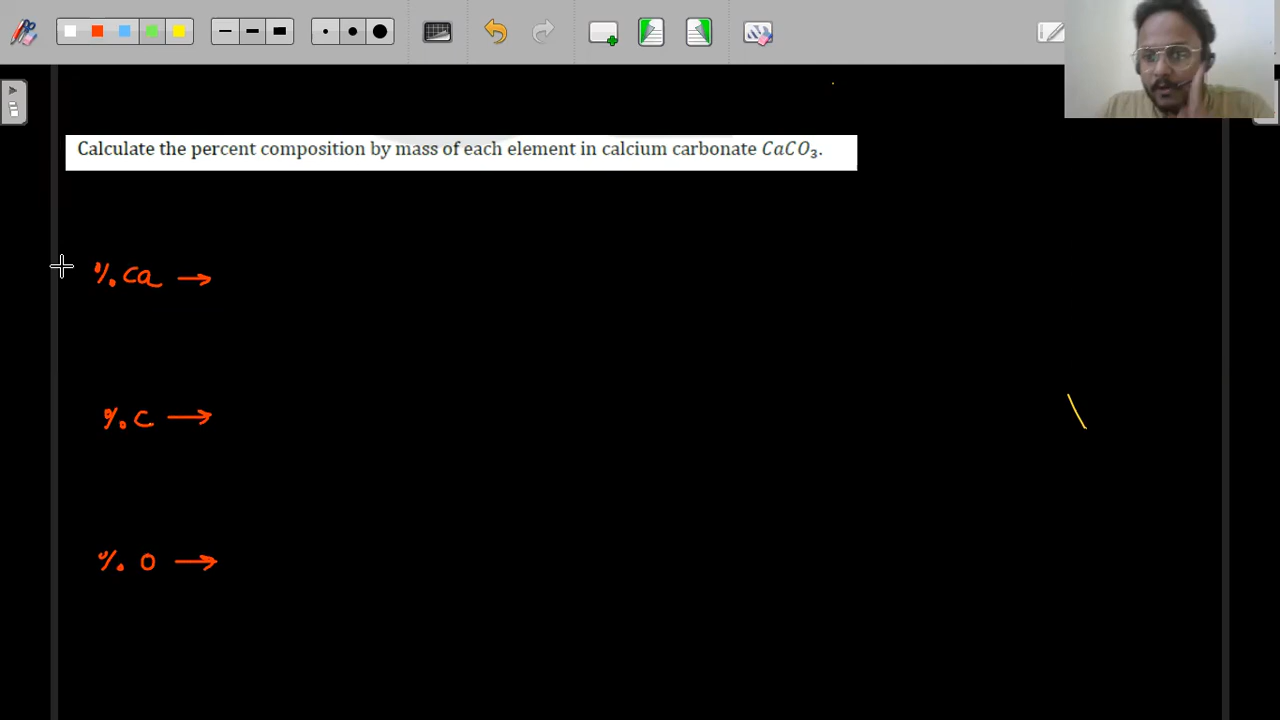 Calculate the percent composition by mass of each element in calcium carbonate CaCO₃.
%. Ca →
%. C →
%. O →